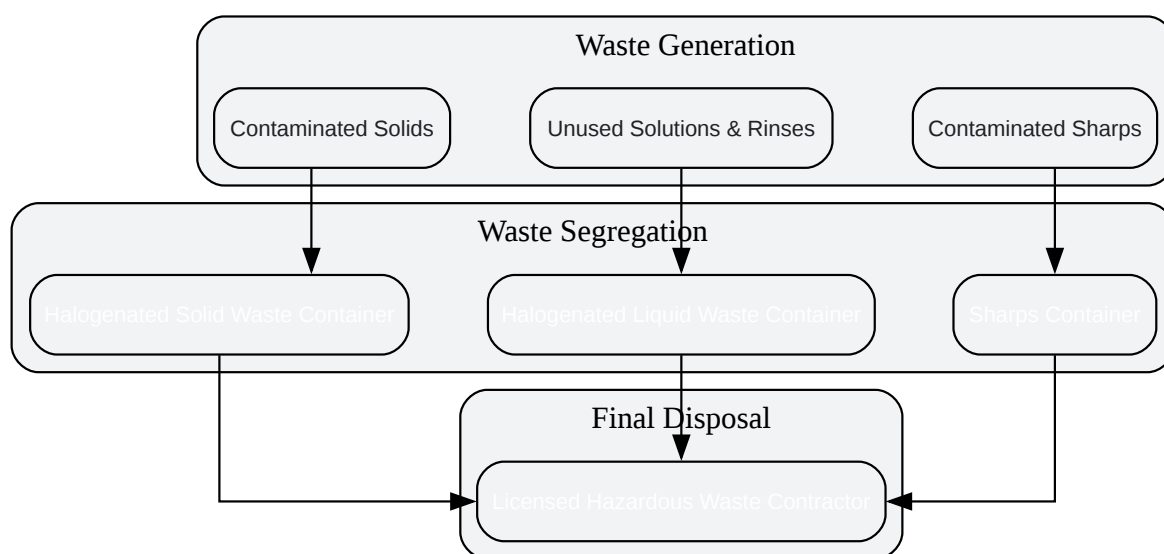 Waste Generation
Contaminated Solids
Unused Solutions & Rinses
Contaminated Sharps
Waste Segregation
Halogenated Solid Waste Container
Halogenated Liquid Waste Container
Sharps Container
Final Disposal
Licensed Hazardous Waste Contractor